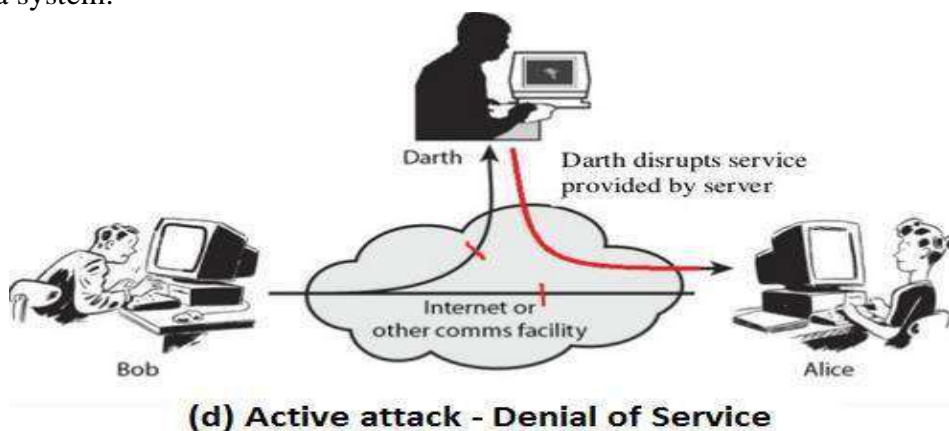 a system.
Darth
Darth disrupts service
provided by server
Internet or
other comms facility
Bob
Alice
(d) Active attack - Denial of Service